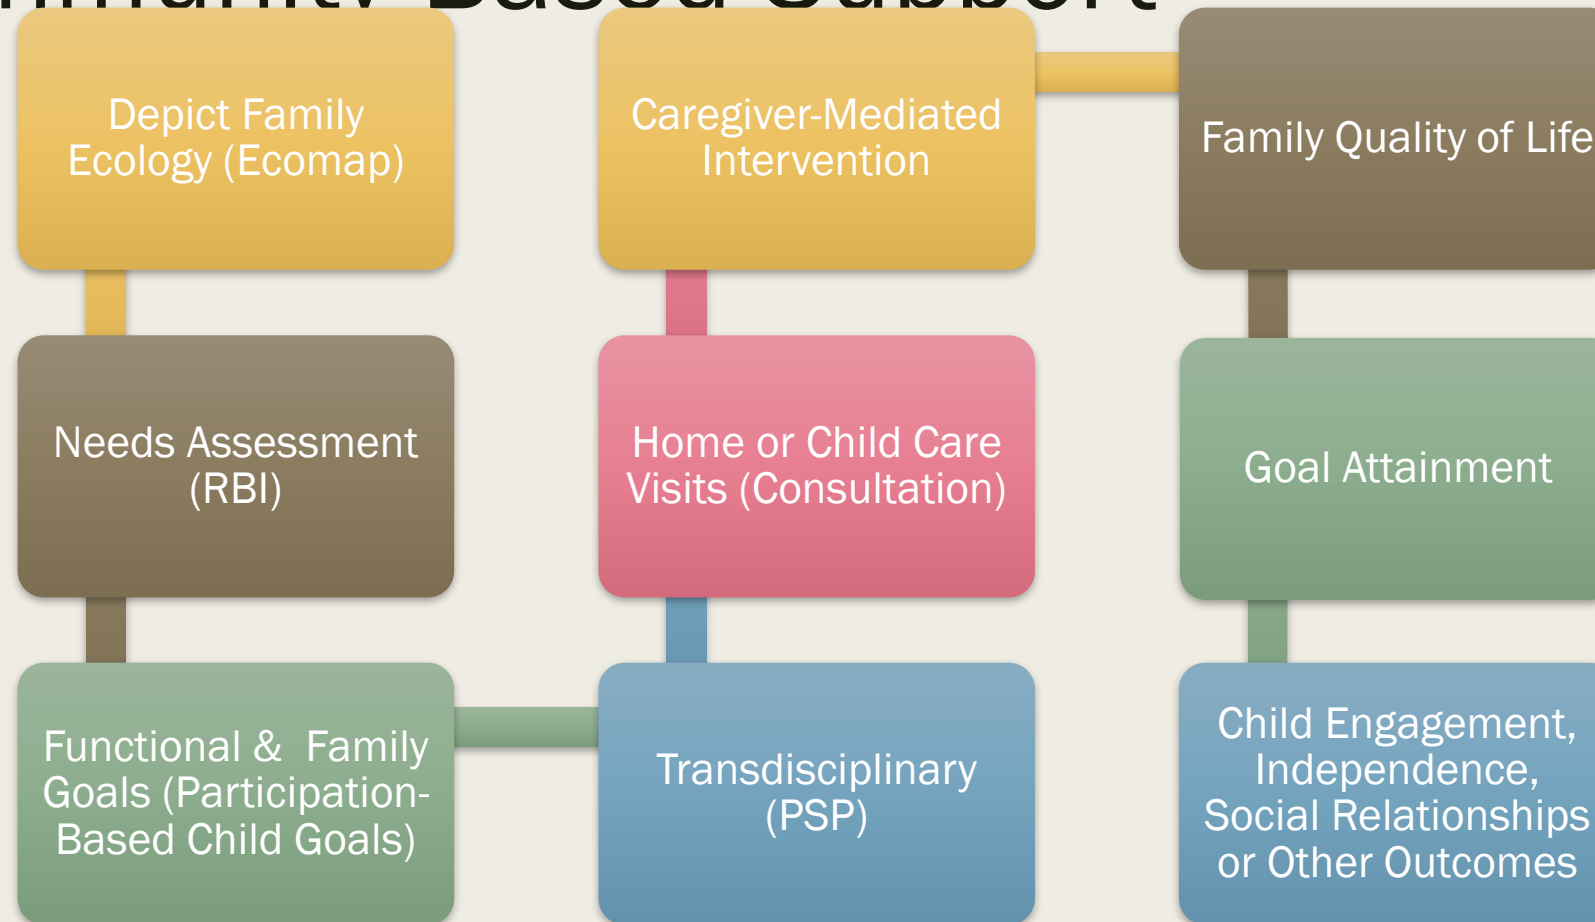 Depict Family
Ecology (Ecomap)
Needs Assessment
(RBI)
Functional & Family
Goals (Participation-
Based Child Goals)
Transdisciplinary
(PSP)
Home or Child Care
Visits (Consultation)
Caregiver-Mediated
Intervention
Family Quality of Life
Goal Attainment
Child Engagement,
Independence,
Social Relationships
or Other Outcomes